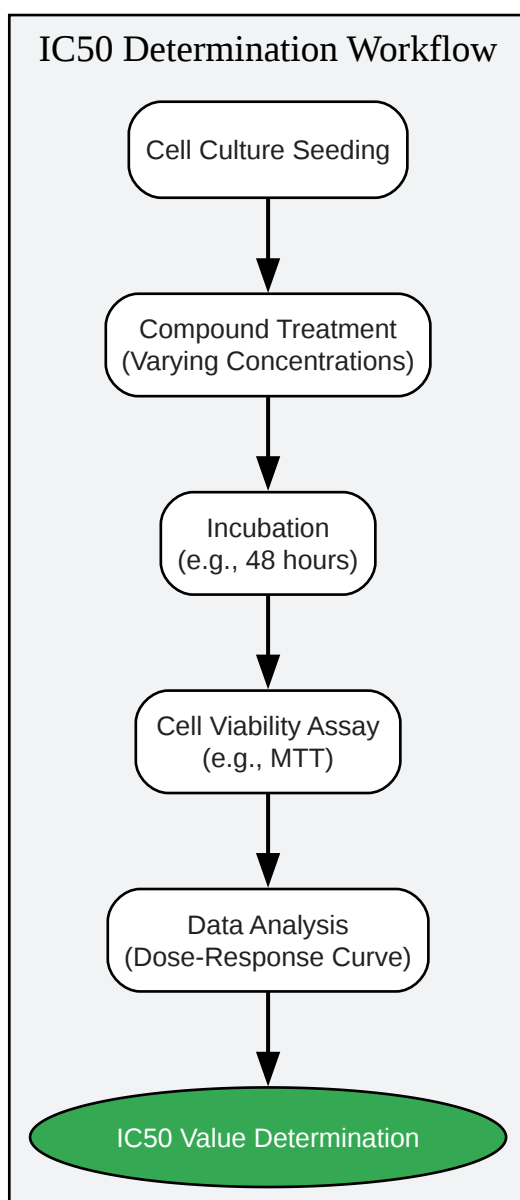 IC50 Determination Workflow
Cell Culture Seeding
Compound Treatment
(Varying Concentrations)
Incubation
(e.g., 48 hours)
Cell Viability Assay
(e.g., MTT)
Data Analysis
(Dose-Response Curve)
IC50 Value Determination